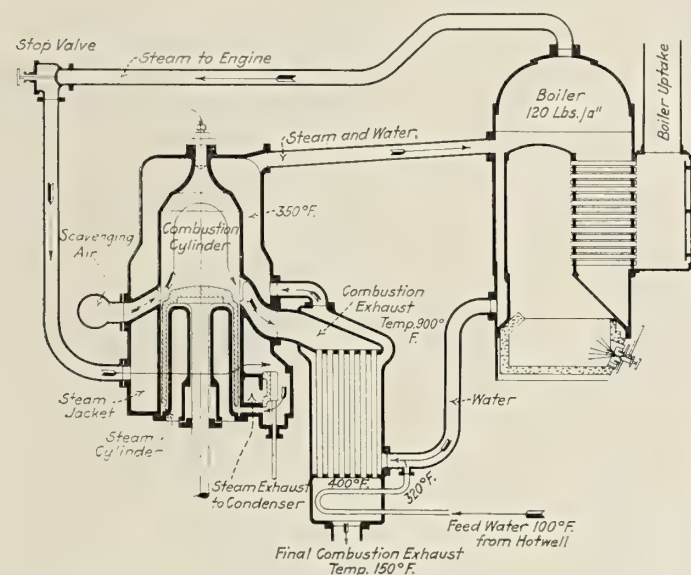 Stop Valve
Steam to Engine
Boiler
120 Lbs./a"
Boiler Uptake
Steam and Water
350°F.
Combustion
Cylinder
Scavenging
Air
Combustion
Exhaust
Temp. 900°
F.
Steam
Jacket
Water
Steam
Cylinder
Steam Exhaust
to Condenser
400°F.
320°F.
Feed Water 100°F.
from Hotwell
Final Combustion Exhaust
Temp. 150°F.